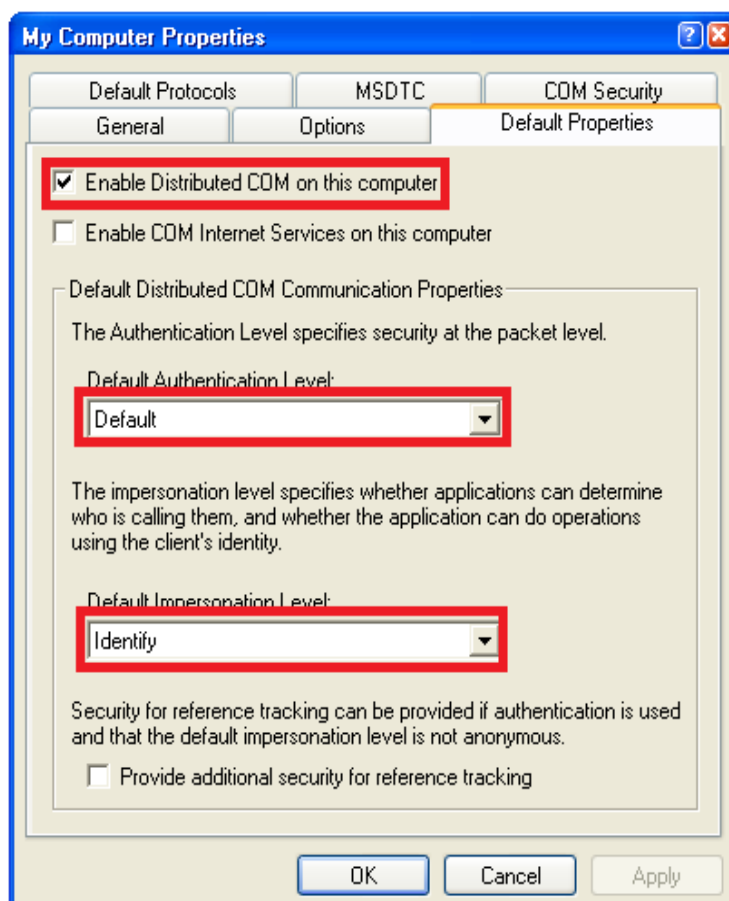 My Computer Properties
Default Protocols
MSDTC
COM Security
General
Options
Default Properties
Enable Distributed COM on this computer
Enable COM Internet Services on this computer
Default Distributed COM Communication Properties
The Authentication Level specifies security at the packet level.
Default Authentication Level:
Default
The impersonation level specifies whether applications can determine
who is calling them, and whether the application can do operations
using the client's identity.
Default Impersonation Level:
Identify
Security for reference tracking can be provided if authentication is used
and that the default impersonation level is not anonymous.
Provide additional security for reference tracking
OK
Cancel
Apply